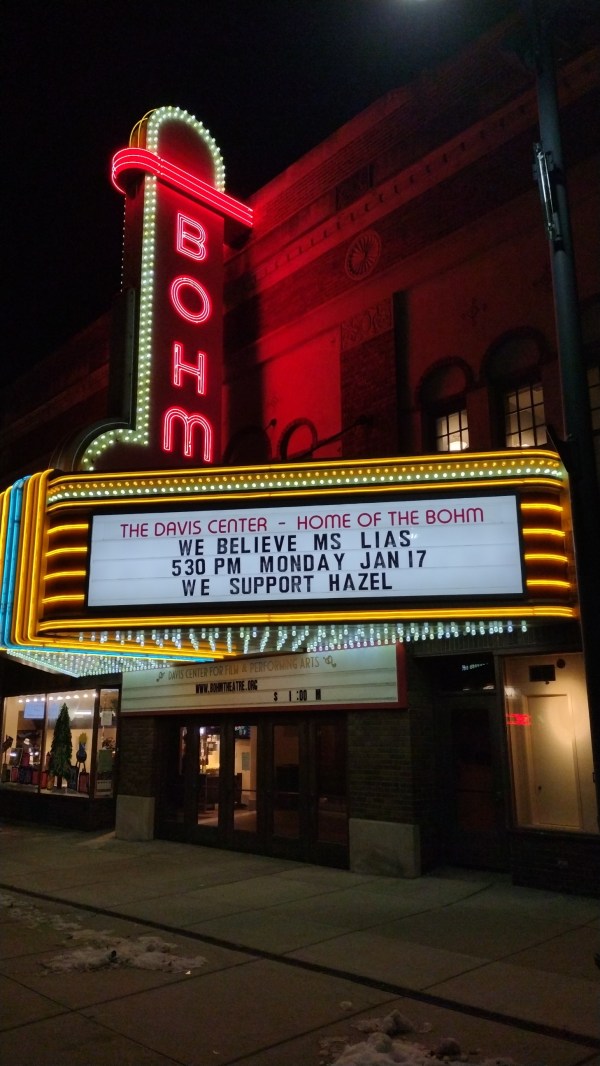 BOHM
THE DAVIS CENTER - HOME OF THE BOHM
WE BELIEVE MS LIAS
530 PM MONDAY JAN 17
WE SUPPORT HAZEL
DAVIS CENTER FOR FILM & PERFORMING ARTS
WWW.BOHMTHEATRE.ORG